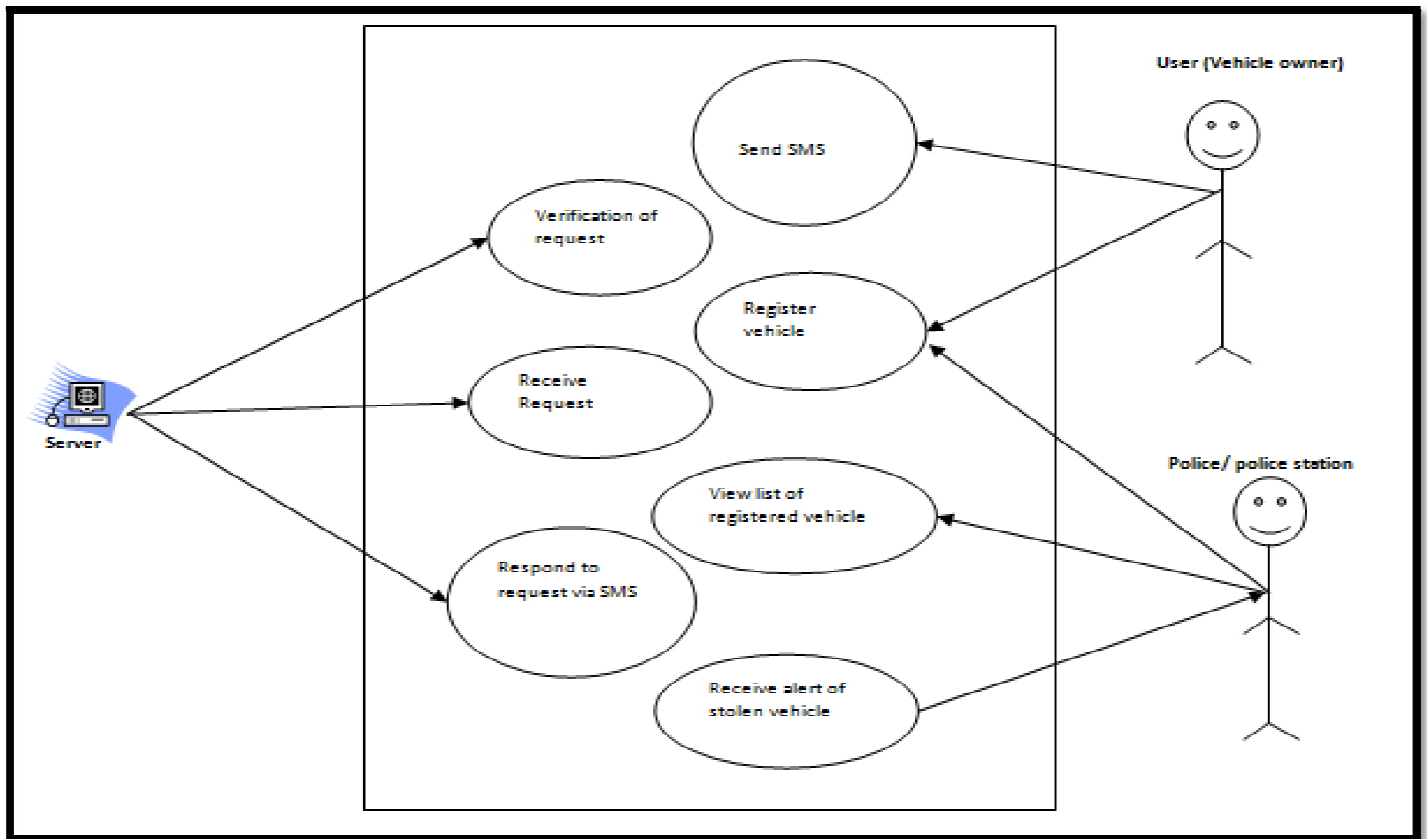 User (Vehicle owner)
Send SMS
Verification of
request
Register
vehicle
Receive
Request
Server
Police/ police station
View list of
registered vehicle
Respond to
request via SMS
Receive alert of
stolen vehicle